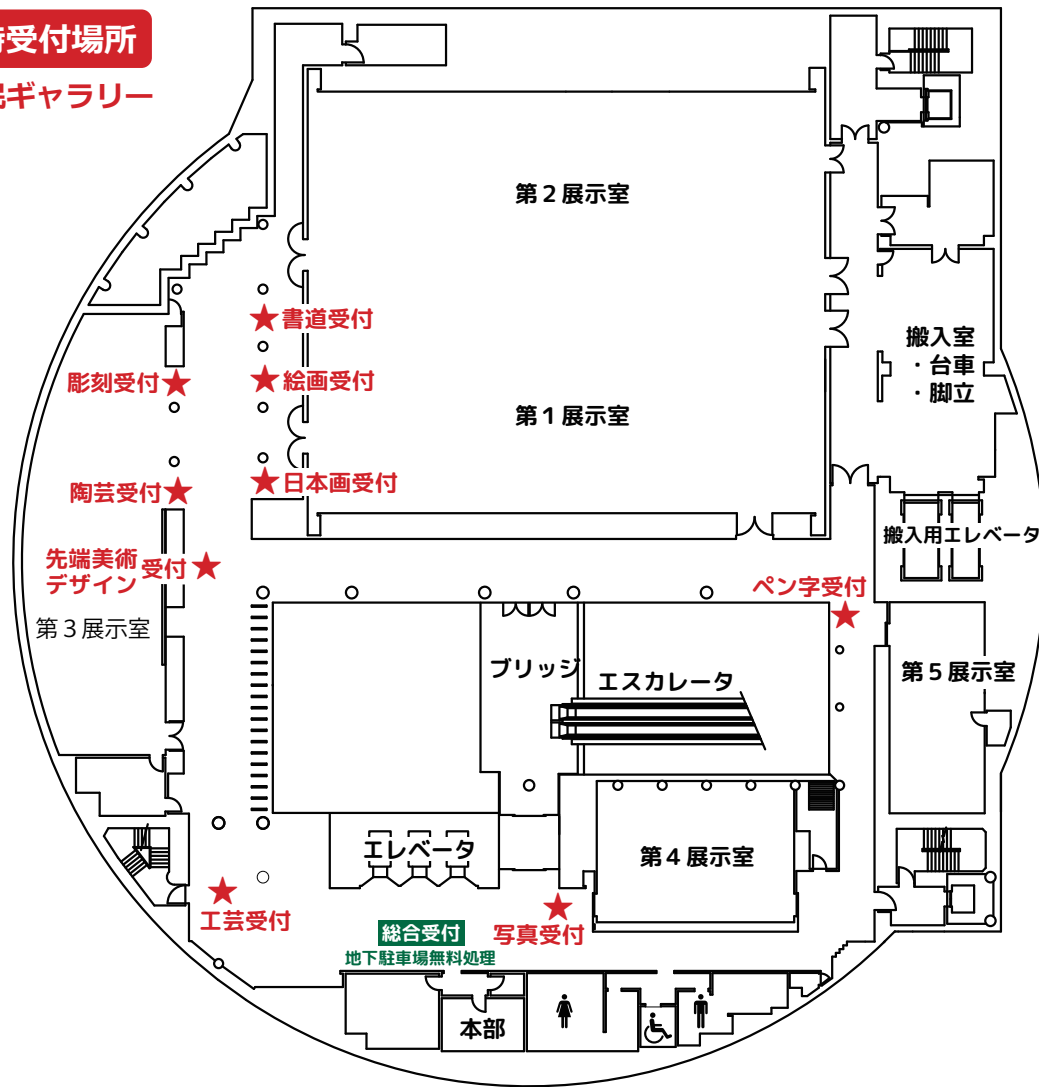 受付場所
ギャラリー
第２展示室
書道受付
彫刻受付
絵画受付
搬入室
・台車
・脚立
第１展示室
陶芸受付
日本画受付
搬入用エレベータ
先端美術
デザイン
受付
ペン字受付
第３展示室
ブリッジ
エスカレータ
第５展示室
エレベータ
第４展示室
工芸受付
総合受付
地下駐車場無料処理
写真受付
本部